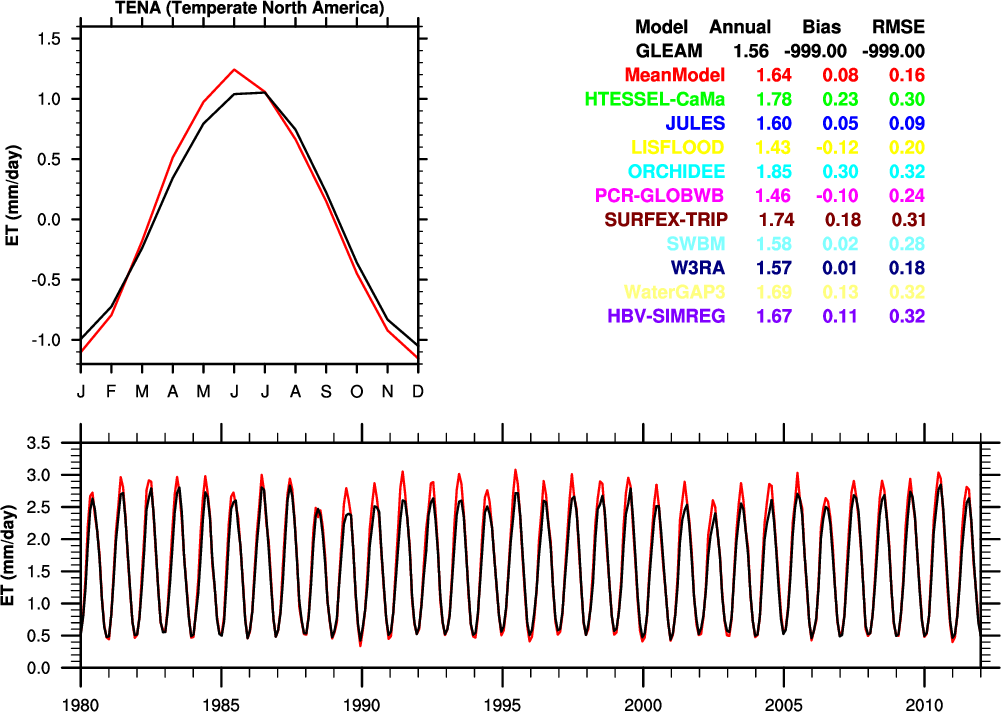 TENA (Temperate North America)
Model Annual Bias RMSE
GLEAM 1.56 -999.00 -999.00
MeanModel 1.64 0.08 0.16
HTESSEL-CaMa 1.78 0.23 0.30
JULES 1.60 0.05 0.09
LISFLOOD 1.43 -0.12 0.20
ORCHIDEE 1.85 0.30 0.32
PCR-GLOBWB 1.46 -0.10 0.24
SURFEX-TRIP 1.74 0.18 0.31
SWBM 1.58 0.02 0.28
W3RA 1.57 0.01 0.18
WaterGAP3 1.69 0.13 0.32
HBV-SIMREG 1.67 0.11 0.32
ET (mm/day)
1.5
1.0
0.5
0.0
-0.5
-1.0
J F M A M J J A S O N D
ET (mm/day)
3.5
3.0
2.5
2.0
1.5
1.0
0.5
0.0
1980 1985 1990 1995 2000 2005 2010